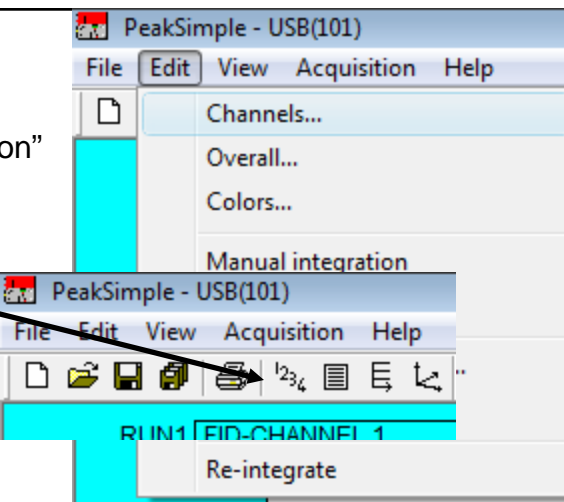 PeakSimple - USB(101)
File Edit View Acquisition Help
on”
Channels...
Overall...
Colors...
Manual integration
PeakSimple - USB(101)
File Edit View Acquisition Help
1234
RUN1 FID-CHANNEL 1
Re-integrate